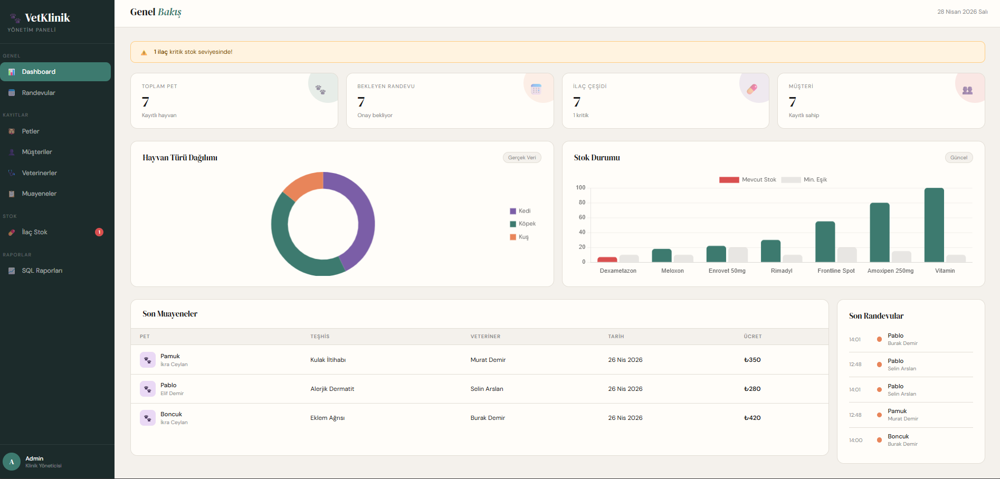 VetKlinik
YÖNETİM PANELİ
GENEL
Dashboard
Randevular
KAYITLAR
Petler
Müşteriler
Veterinerler
Muayeneler
STOK
İlaç Stok
1
RAPORLAR
SQL Raporları
A
Admin
Klinik Yöneticisi
Genel Bakış
28 Nisan 2026 Salı
1 ilaç kritik stok seviyesinde!
TOPLAM PET
7
Kayıtlı hayvan
BEKLEYEN RANDEVU
7
Onay bekliyor
İLAÇ ÇEŞİDİ
7
1 kritik
MÜŞTERİ
7
Kayıtlı sahip
Hayvan Türü Dağılımı
Gerçek Veri
Kedi
Köpek
Kuş
Stok Durumu
Güncel
Mevcut Stok
Min. Eşik
100
80
60
40
20
0
Dexametazon
Meloxon
Enrovet 50mg
Rimadyl
Frontline Spot
Amoxipen 250mg
Vitamin
Son Muayeneler
PET TEŞHİS VETERİNER TARİH ÜCRET
Pamuk
İkra Ceylan
Kulak İltihabı
Murat Demir
26 Nis 2026
₺350
Pablo
Elif Demir
Alerjik Dermatit
Selin Arslan
26 Nis 2026
₺280
Boncuk
İkra Ceylan
Eklem Ağrısı
Burak Demir
26 Nis 2026
₺420
Son Randevular
14:01
Pablo
Burak Demir
12:48
Pablo
Selin Arslan
14:01
Pablo
Selin Arslan
12:48
Pamuk
Murat Demir
14:00
Boncuk
Burak Demir